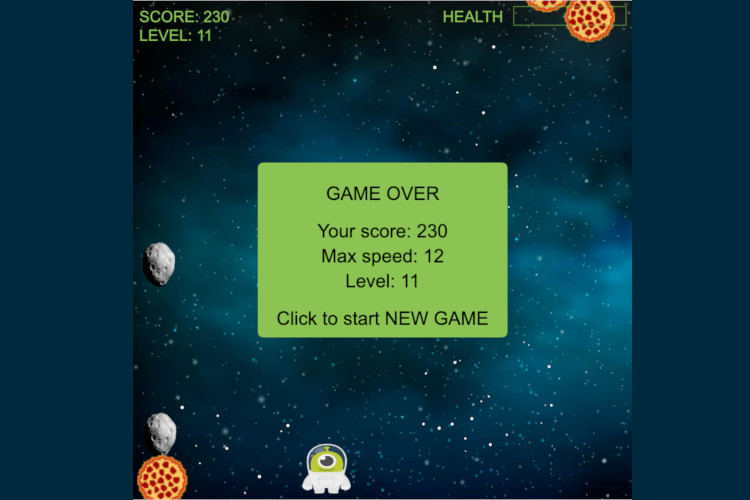 SCORE: 230
HEALTH
LEVEL: 11
GAME OVER
Your score: 230
Max speed: 12
Level: 11
Click to start NEW GAME